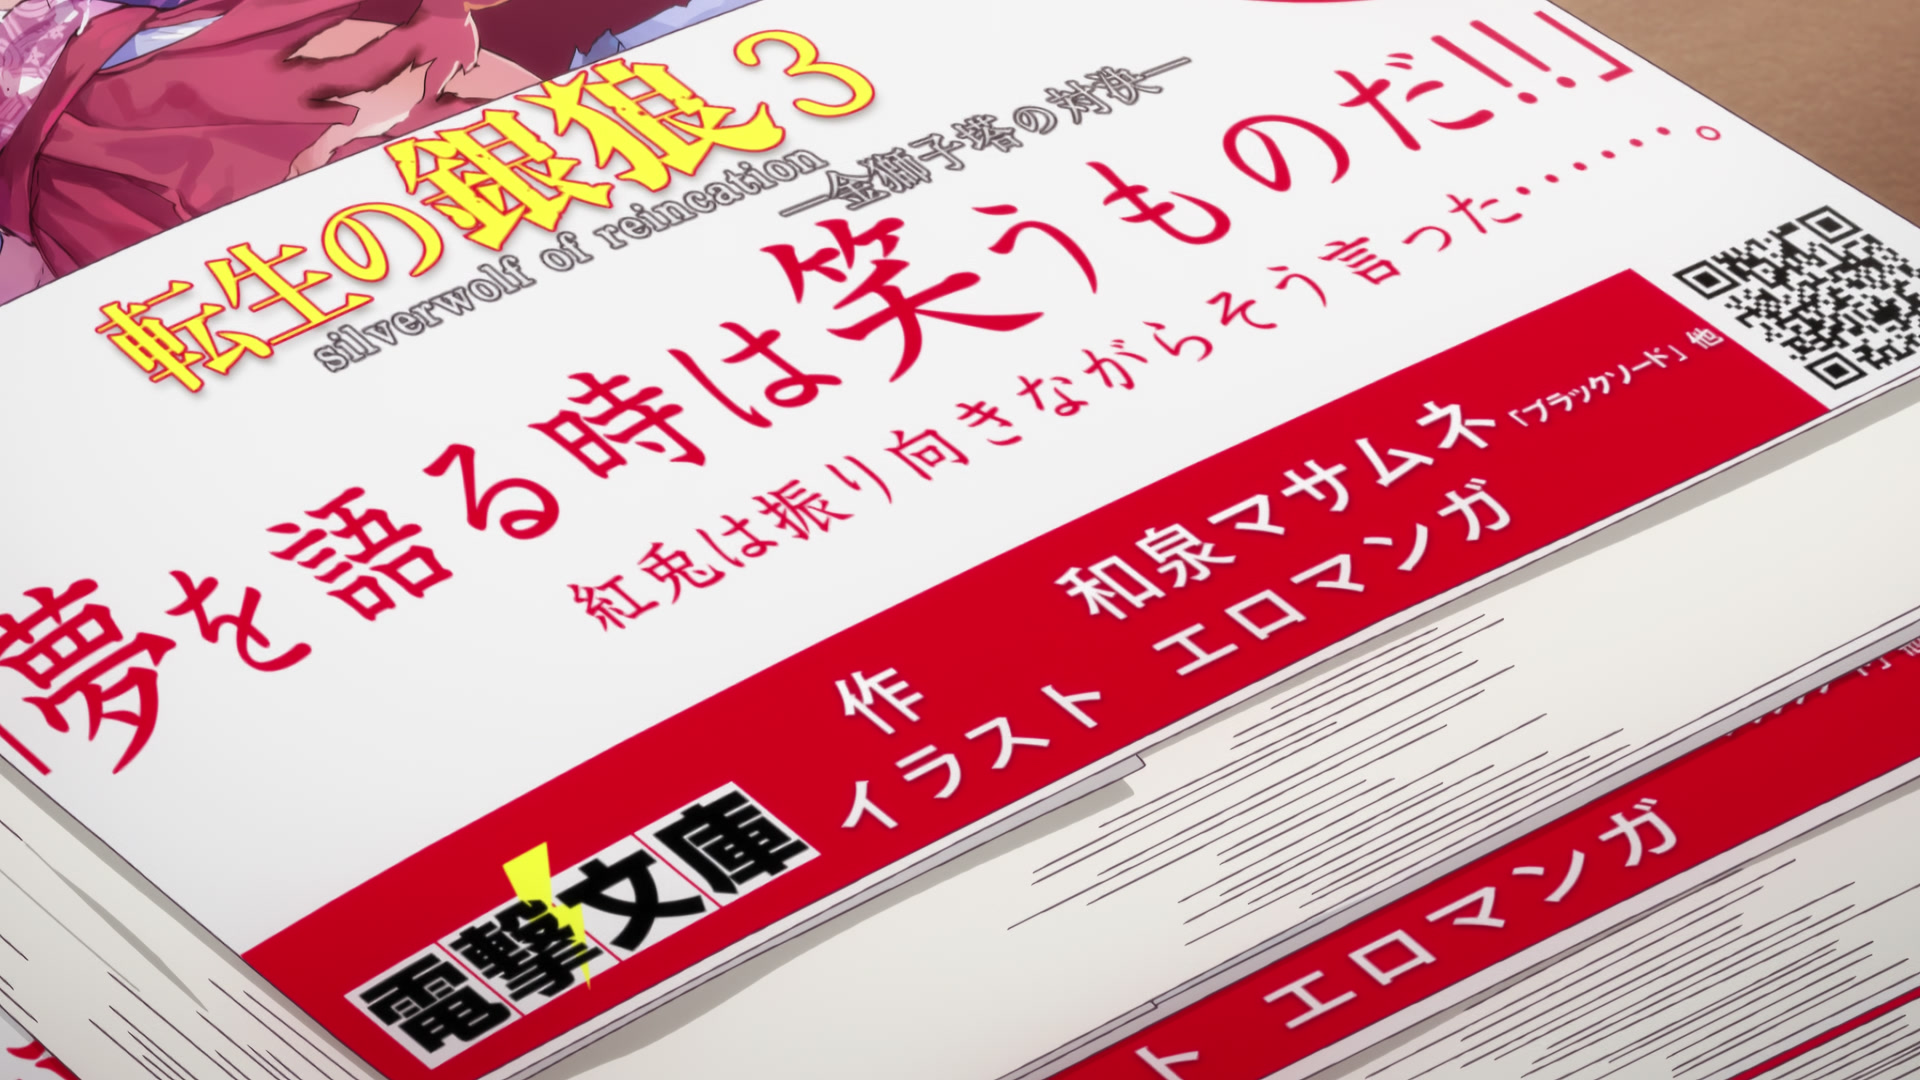 転生の銀狼3
silverwolf of reincation
―金獅子塔の対決―
「夢を語る時は笑うものだ!!」
紅兎は振り向きながらそう言った……。
作 和泉マサムネ「ブラックソード」他
イラスト エロマンガ
電撃文庫
ト エロマンガ